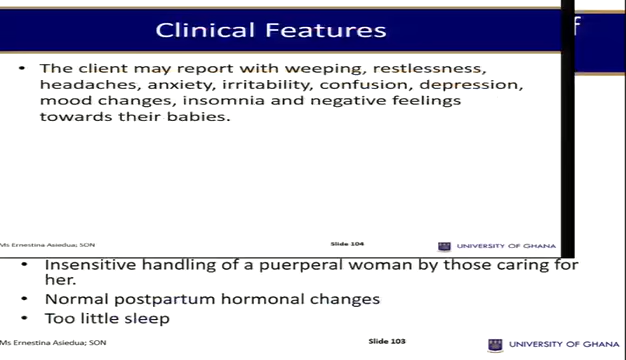 Clinical Features
f
• The client may report with weeping, restlessness,
headaches, anxiety, irritability, confusion, depression,
mood changes, insomnia and negative feelings
towards their babies.
Ms Ernestina Asiedua; SON
Slide 104
UNIVERSITY OF GHANA
• Insensitive handling of a puerperal woman by those caring for
her.
• Normal postpartum hormonal changes
• Too little sleep
Ms Ernestina Asiedua; SON
Slide 103
UNIVERSITY OF GHANA